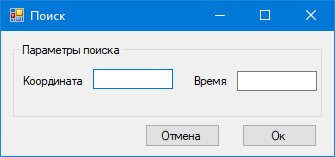 Поиск
Параметры поиска
Координата Время
Отмена Ок